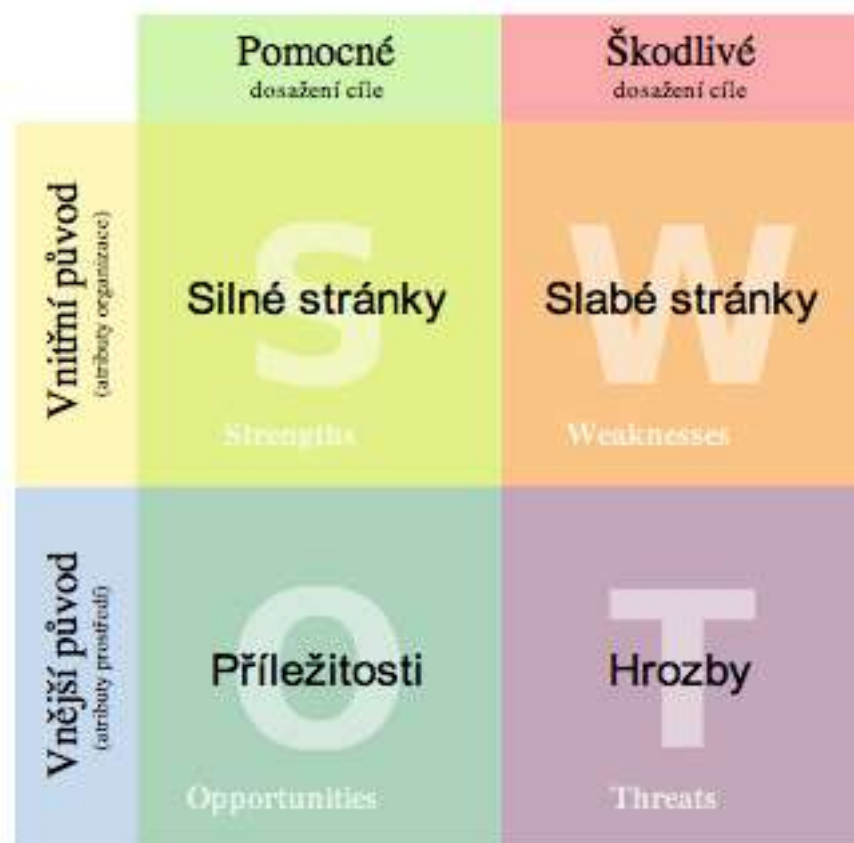 Pomocné
dosažení cíle
Škodlivé
dosažení cíle
Vnitřní původ
(atributy organizace)
S
Silné stránky
Strengths
W
Slabé stránky
Weaknesses
Vnější původ
(atributy prostředí)
O
Příležitosti
Opportunities
T
Hrozby
Threats